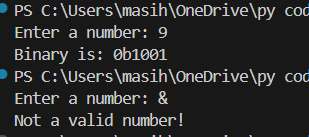 PS C:\Users\masih\OneDrive\py cod
Enter a number: 9
Binary is: 0b1001
PS C:\Users\masih\OneDrive\py cod
Enter a number: &
Not a valid number!